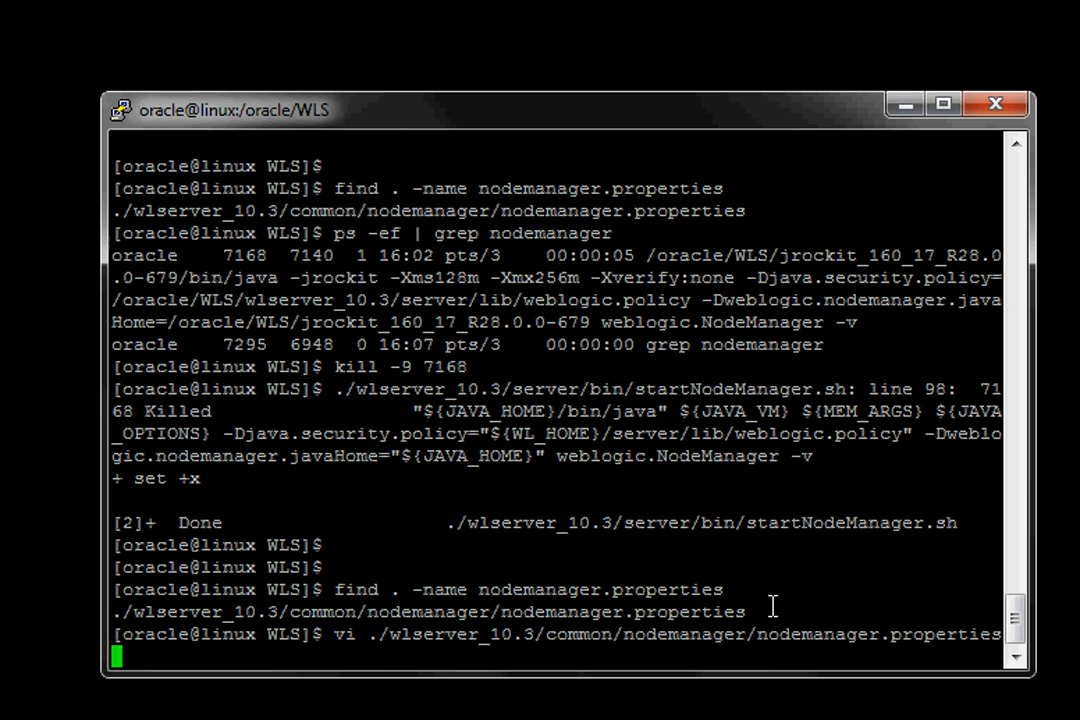 oracle@linux:/oracle/WLS
[oracle@linux WLS]$
[oracle@linux WLS]$ find . -name nodemanager.properties
./wlserver_10.3/common/nodemanager/nodemanager.properties
[oracle@linux WLS]$ ps -ef | grep nodemanager
oracle    7168  7140  1 16:02 pts/3    00:00:05 /oracle/WLS/jrockit_160_17_R28.0
.0-679/bin/java -jrockit -Xms128m -Xmx256m -Xverify:none -Djava.security.policy=
/oracle/WLS/wlserver_10.3/server/lib/weblogic.policy -Dweblogic.nodemanager.java
Home=/oracle/WLS/jrockit_160_17_R28.0.0-679 weblogic.NodeManager -v
oracle    7295  6948  0 16:07 pts/3    00:00:00 grep nodemanager
[oracle@linux WLS]$ kill -9 7168
[oracle@linux WLS]$ ./wlserver_10.3/server/bin/startNodeManager.sh: line 98:  71
68 Killed                  "${JAVA_HOME}/bin/java" ${JAVA_VM} ${MEM_ARGS} ${JAVA
_OPTIONS} -Djava.security.policy="${WL_HOME}/server/lib/weblogic.policy" -Dweblo
gic.nodemanager.javaHome="${JAVA_HOME}" weblogic.NodeManager -v
+ set +x
[2]+  Done                    ./wlserver_10.3/server/bin/startNodeManager.sh
[oracle@linux WLS]$
[oracle@linux WLS]$
[oracle@linux WLS]$ find . -name nodemanager.properties
./wlserver_10.3/common/nodemanager/nodemanager.properties
[oracle@linux WLS]$ vi ./wlserver_10.3/common/nodemanager/nodemanager.properties